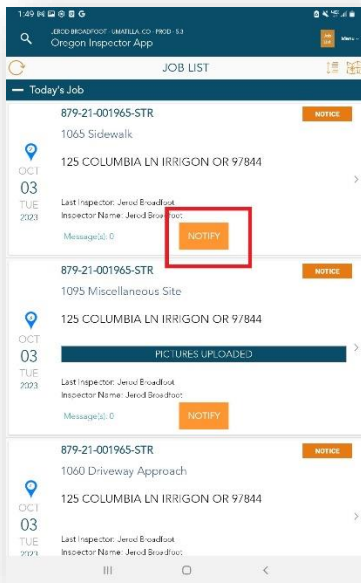 1:49
JEROD BROADFOOT - UMATILLA, CO - PROD - 5.3
Oregon Inspector App
Job List
Menu
JOB LIST
Today's Job
879-21-001965-STR
NOTICE
1065 Sidewalk
125 COLUMBIA LN IRRIGON OR 97844
OCT
03
TUE
2023
Last Inspector: Jerod Broadfoot
Inspector Name: Jerod Broadfoot
Message(s): 0
NOTIFY
879-21-001965-STR
NOTICE
1095 Miscellaneous Site
125 COLUMBIA LN IRRIGON OR 97844
OCT
03
TUE
2023
PICTURES UPLOADED
Last Inspector: Jerod Broadfoot
Inspector Name: Jerod Broadfoot
Message(s): 0
NOTIFY
879-21-001965-STR
NOTICE
1060 Driveway Approach
125 COLUMBIA LN IRRIGON OR 97844
OCT
03
TUE
2023
Last Inspector: Jerod Broadfoot
Inspector Name: Jerod Broadfoot